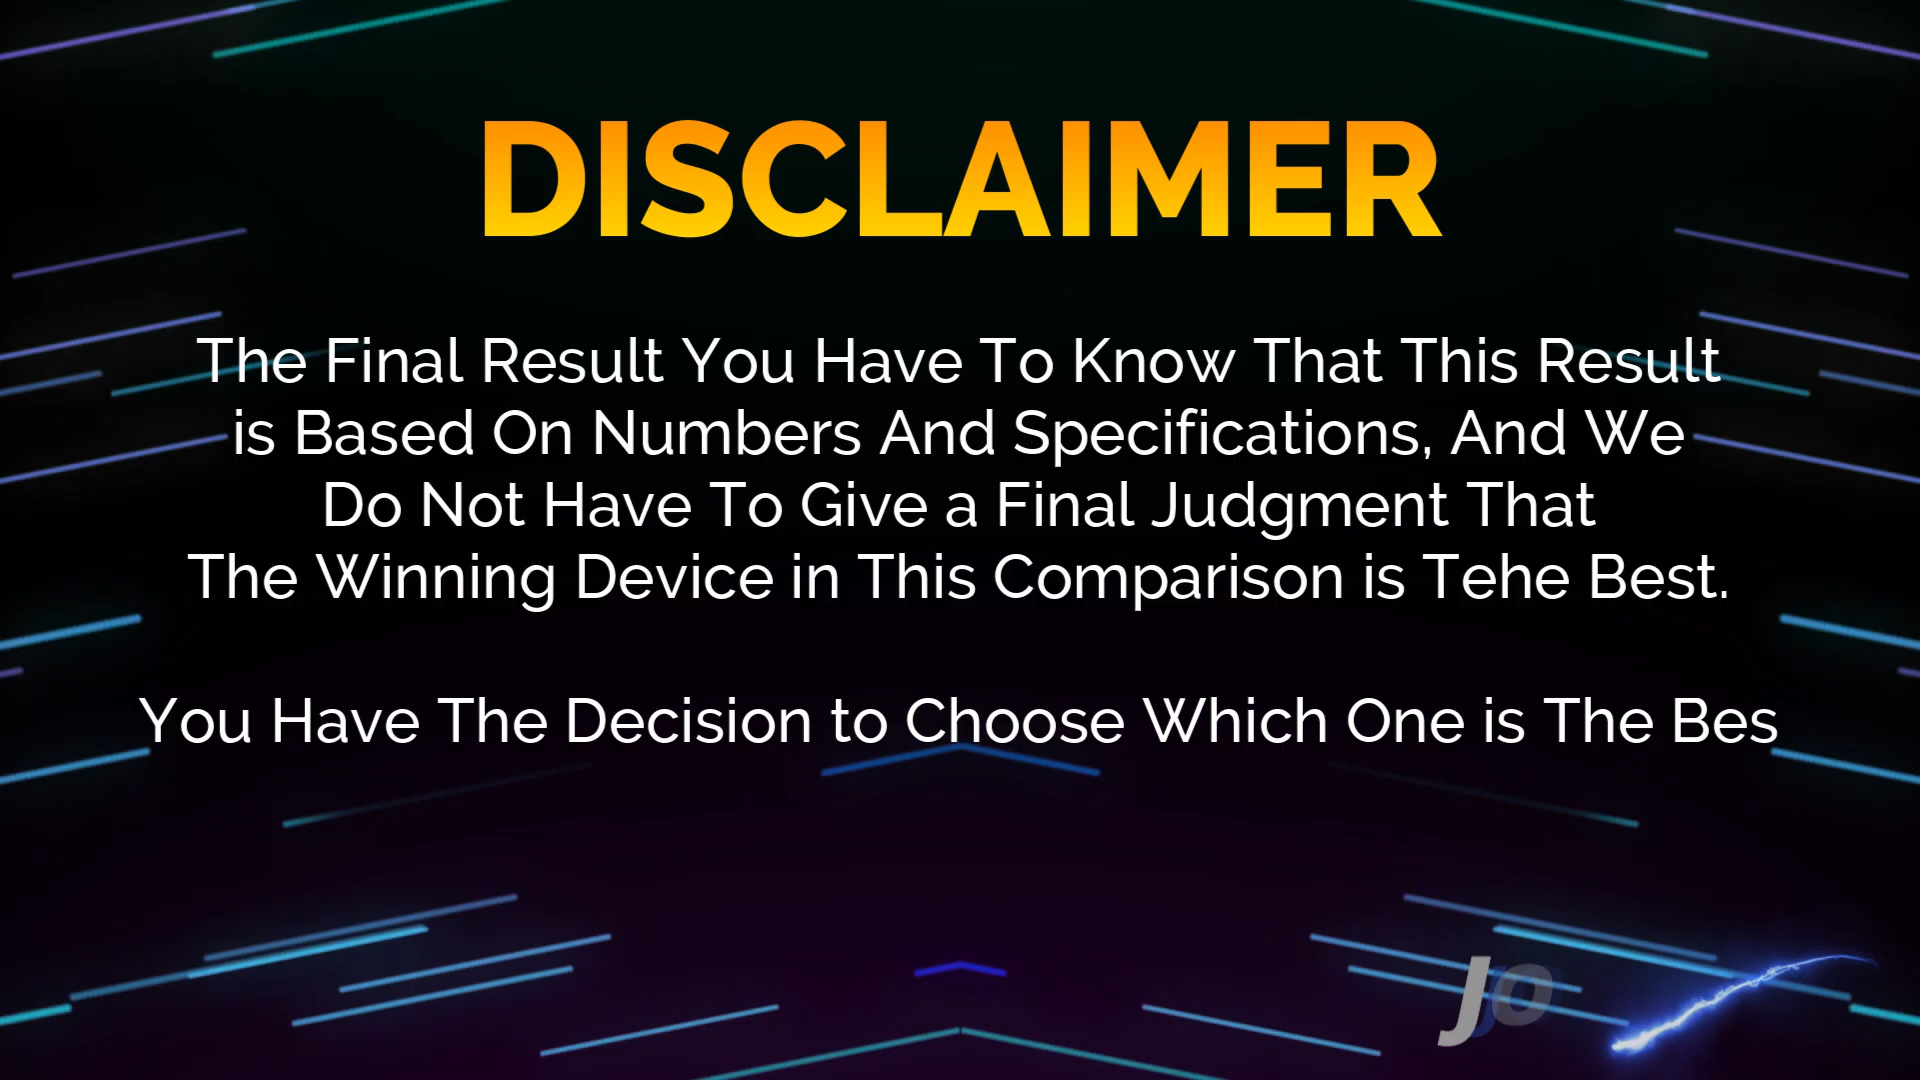 DISCLAIMER
The Final Result You Have To Know That This Result
is Based On Numbers And Specifications, And We
Do Not Have To Give a Final Judgment That
The Winning Device in This Comparison is Tehe Best.
You Have The Decision to Choose Which One is The Bes
JO